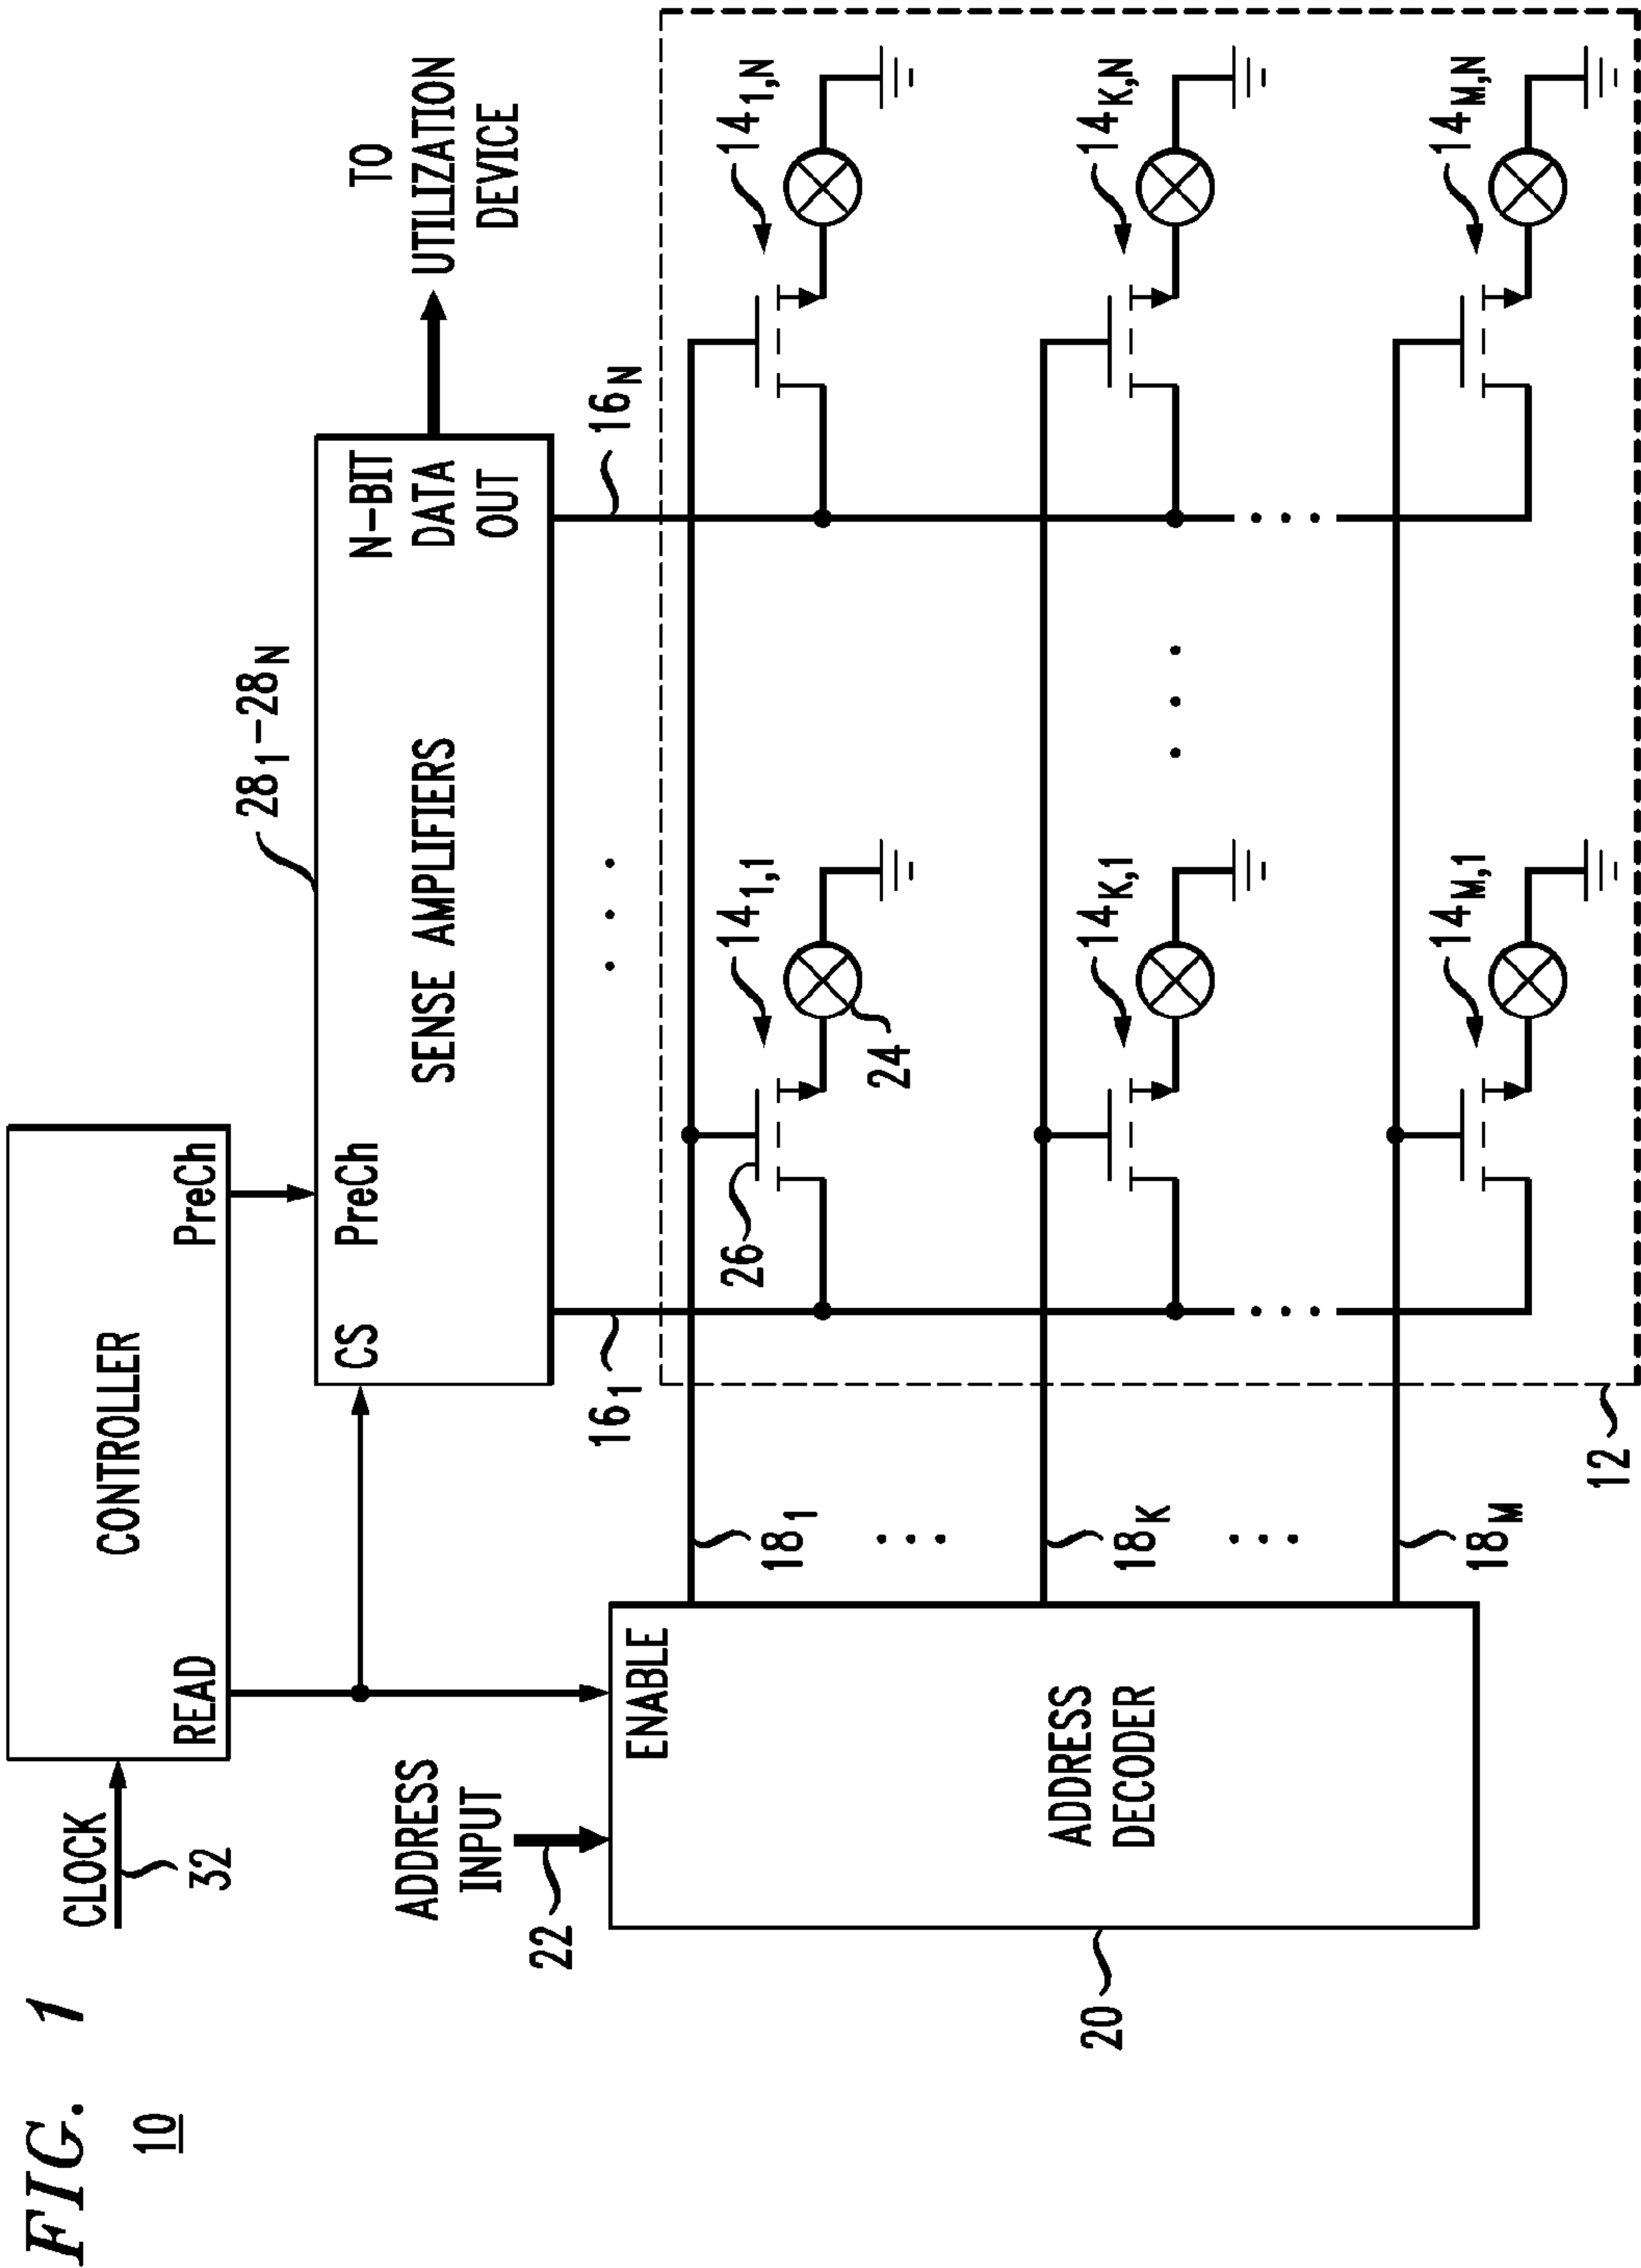 FIG. 1
10
CLOCK
32
CONTROLLER
READ
PreCh
28₁–28ₙ
CS
PreCh
SENSE AMPLIFIERS
N-BIT
DATA
OUT
TO
UTILIZATION
DEVICE
ADDRESS
INPUT
22
ENABLE
ADDRESS
DECODER
20
16₁
. . .
16ₙ
18₁
. . .
18ₖ
. . .
18ₘ
26
24
14₁,₁
14₁,ₙ
14ₖ,₁
. . .
14ₖ,ₙ
. . .
. . .
14ₘ,₁
14ₘ,ₙ
12